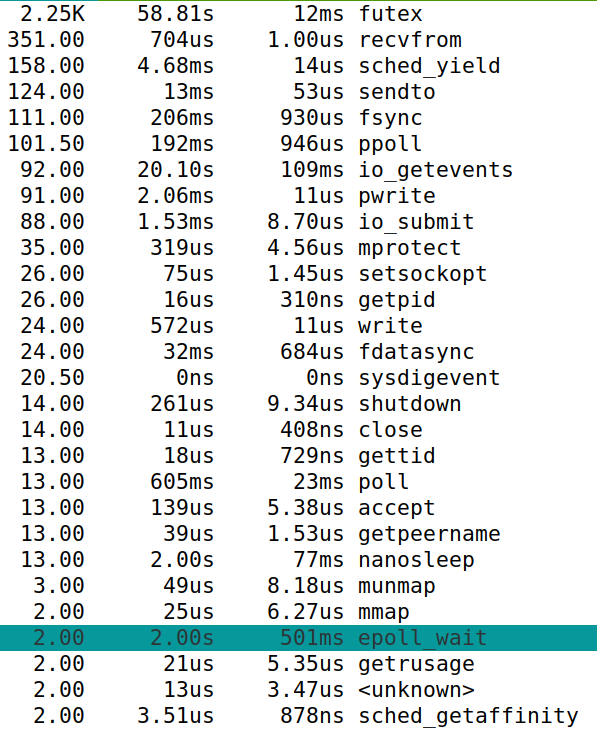 2.25K 58.81s 12ms futex
351.00 704us 1.00us recvfrom
158.00 4.68ms 14us sched_yield
124.00 13ms 53us sendto
111.00 206ms 930us fsync
101.50 192ms 946us ppoll
92.00 20.10s 109ms io_getevents
91.00 2.06ms 11us pwrite
88.00 1.53ms 8.70us io_submit
35.00 319us 4.56us mprotect
26.00 75us 1.45us setsockopt
26.00 16us 310ns getpid
24.00 572us 11us write
24.00 32ms 684us fdatasync
20.50 0ns 0ns sysdigevent
14.00 261us 9.34us shutdown
14.00 11us 408ns close
13.00 18us 729ns gettid
13.00 605ms 23ms poll
13.00 139us 5.38us accept
13.00 39us 1.53us getpeername
13.00 2.00s 77ms nanosleep
3.00 49us 8.18us munmap
2.00 25us 6.27us mmap
2.00 2.00s 501ms epoll_wait
2.00 21us 5.35us getrusage
2.00 13us 3.47us <unknown>
2.00 3.51us 878ns sched_getaffinity